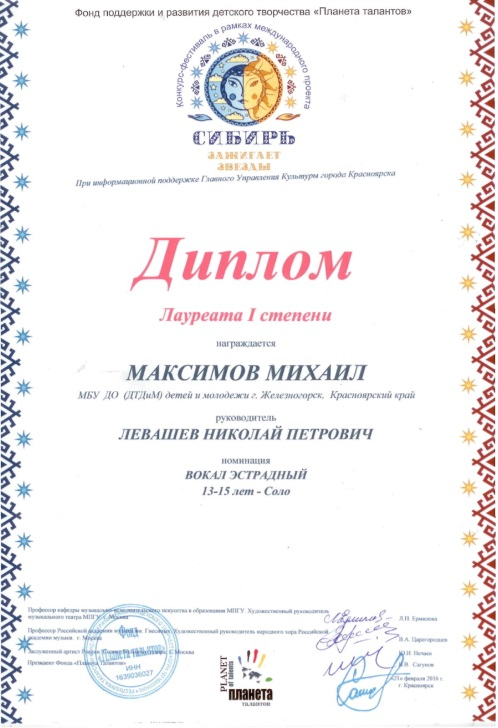 Фонд поддержки и развития детского творчества «Планета талантов»
Конкурс-фестиваль в рамках международного проекта
СИБИРЬ
ЗАЖИГАЕТ
ЗВЕЗДЫ
При информационной поддержке Главного Управления Культуры города Красноярска
Диплом
Лауреата I степени
награждается
МАКСИМОВ МИХАИЛ
МБУ ДО (ДТДиМ) детей и молодежи г. Железногорск, Красноярский край
руководитель
ЛЕВАШЕВ НИКОЛАЙ ПЕТРОВИЧ
номинация
ВОКАЛ ЭСТРАДНЫЙ
13-15 лет - Соло
Профессор кафедры музыкально-исполнительского искусства в образовании МПГУ. Художественный руководитель
музыкального театра МПГУ. г. Москва
Л.Н. Ермакова
Профессор Российской академии музыки им. Гнесиных. Художественный руководитель народного хора Российской
академии музыки. г. Москва
В.А. Царегородцев
Заслуженный артист России г. Москва
Ю.И. Нечаев
Президент Фонда «Планета Талантов»
Сагунов
февраля 2016 г.
г. Красноярск
ФОНД
ПЛАНЕТА ТАЛАНТОВ
ИНН
1639036027
PLANET
of talents
планета
талантов